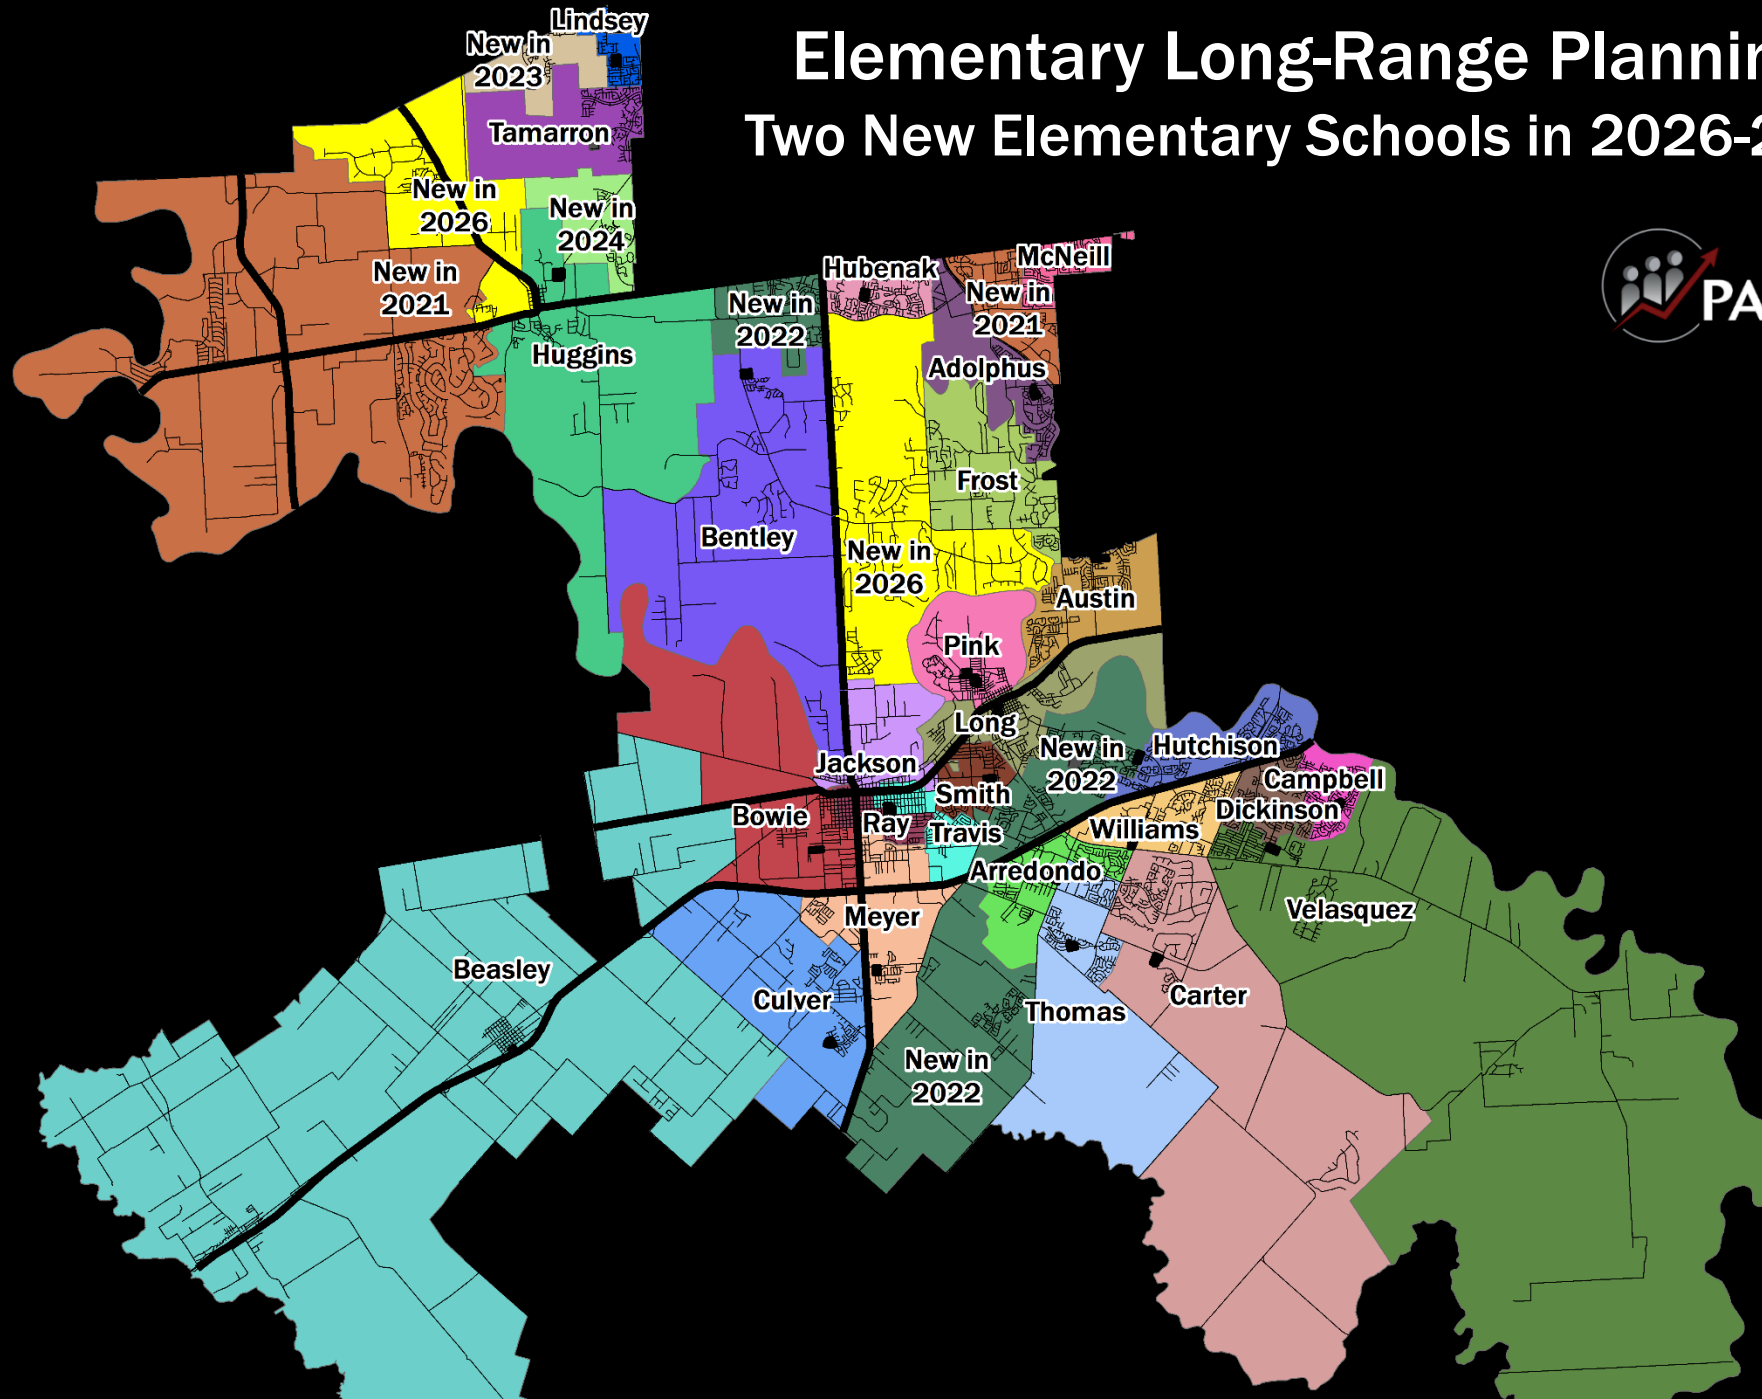 Elementary Long-Range Plannin
Two New Elementary Schools in 2026-2
PA
Lindsey
New in
2023
Tamarron
New in
2026
New in
2024
New in
2021
Huggins
New in
2022
Hubenak
McNeill
New in
2021
Adolphus
Frost
Bentley
New in
2026
Austin
Pink
Long
New in
2022
Hutchison
Jackson
Campbell
Smith
Dickinson
Bowie
Ray
Travis
Williams
Arredondo
Meyer
Velasquez
Beasley
Culver
Carter
Thomas
New in
2022